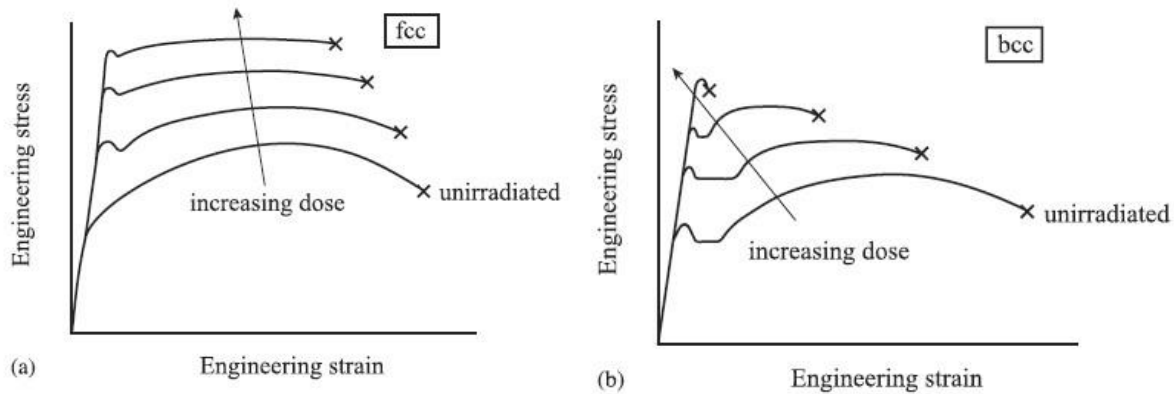 fcc
Engineering stress
increasing dose
unirradiated
Engineering strain
(a)
bcc
Engineering stress
increasing dose
unirradiated
Engineering strain
(b)